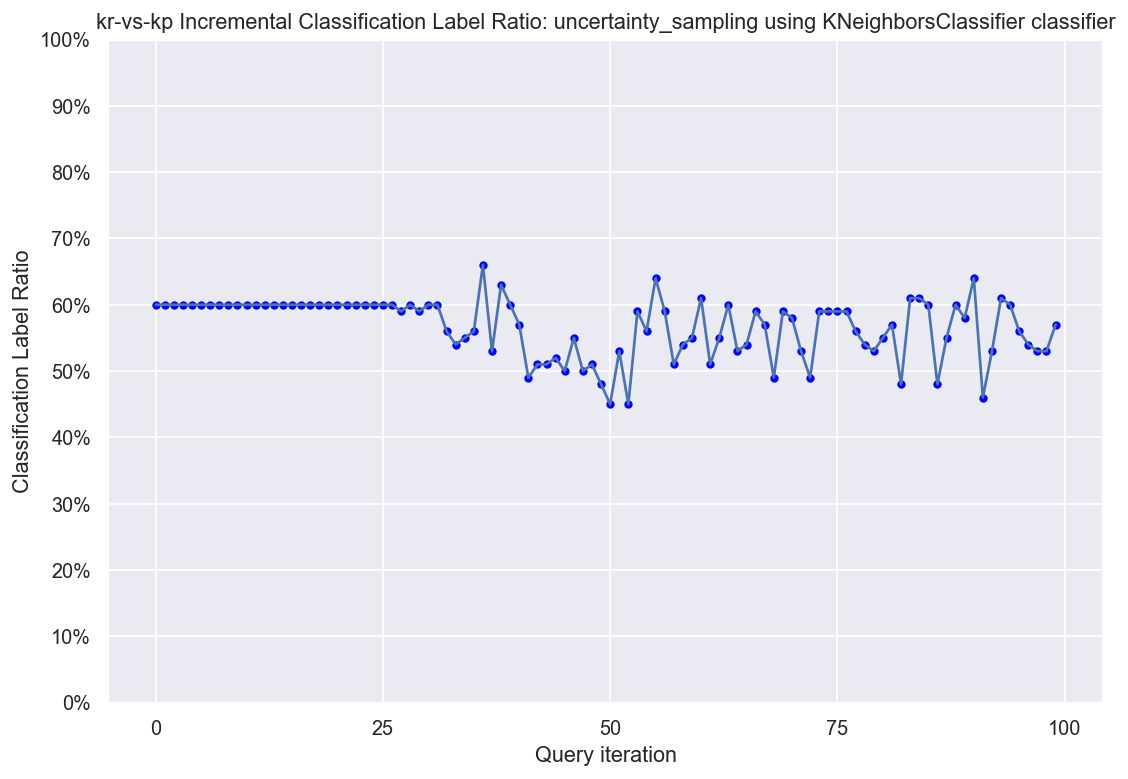 kr-vs-kp Incremental Classification Label Ratio: uncertainty_sampling using KNeighborsClassifier classifier
100%
90%
80%
70%
60%
50%
40%
30%
20%
10%
0%
Classification Label Ratio
0 25 50 75 100
Query iteration